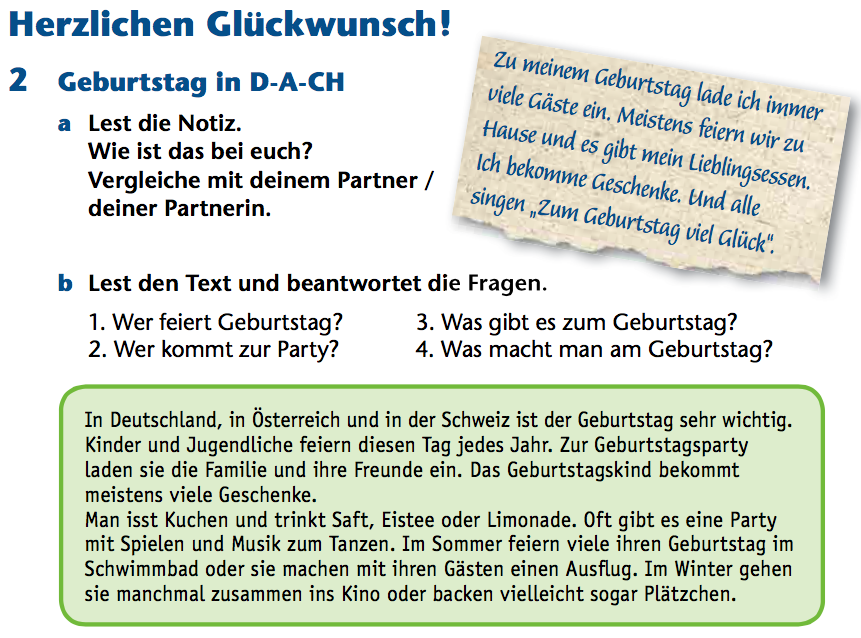 Herzlichen Glückwunsch!
2 Geburtstag in D-A-CH
a Lest die Notiz.
Wie ist das bei euch?
Vergleiche mit deinem Partner /
deiner Partnerin.
Zu meinem Geburtstag lade ich immer
viele Gäste ein. Meistens feiern wir zu
Hause und es gibt mein Lieblingsessen.
Ich bekomme Geschenke. Und alle
singen „Zum Geburtstag viel Glück".
b Lest den Text und beantwortet die Fragen.
1. Wer feiert Geburtstag? 3. Was gibt es zum Geburtstag?
2. Wer kommt zur Party? 4. Was macht man am Geburtstag?
In Deutschland, in Österreich und in der Schweiz ist der Geburtstag sehr wichtig.
Kinder und Jugendliche feiern diesen Tag jedes Jahr. Zur Geburtstagsparty
laden sie die Familie und ihre Freunde ein. Das Geburtstagskind bekommt
meistens viele Geschenke.
Man isst Kuchen und trinkt Saft, Eistee oder Limonade. Oft gibt es eine Party
mit Spielen und Musik zum Tanzen. Im Sommer feiern viele ihren Geburtstag im
Schwimmbad oder sie machen mit ihren Gästen einen Ausflug. Im Winter gehen
sie manchmal zusammen ins Kino oder backen vielleicht sogar Plätzchen.